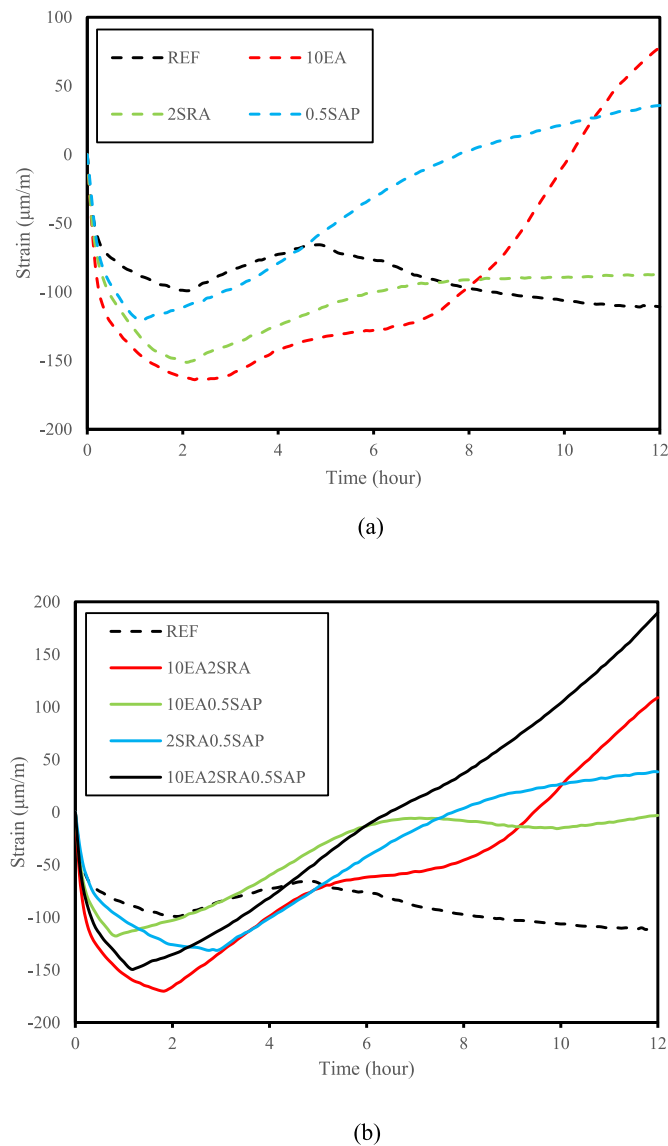 100
50
0
-50
-100
-150
-200
Strain (μm/m)
REF
10EA
2SRA
0.5SAP
0 2 4 6 8 10 12
Time (hour)
(a)
200
150
100
50
0
-50
-100
-150
-200
Strain (μm/m)
REF
10EA2SRA
10EA0.5SAP
2SRA0.5SAP
10EA2SRA0.5SAP
0 2 4 6 8 10 12
Time (hour)
(b)